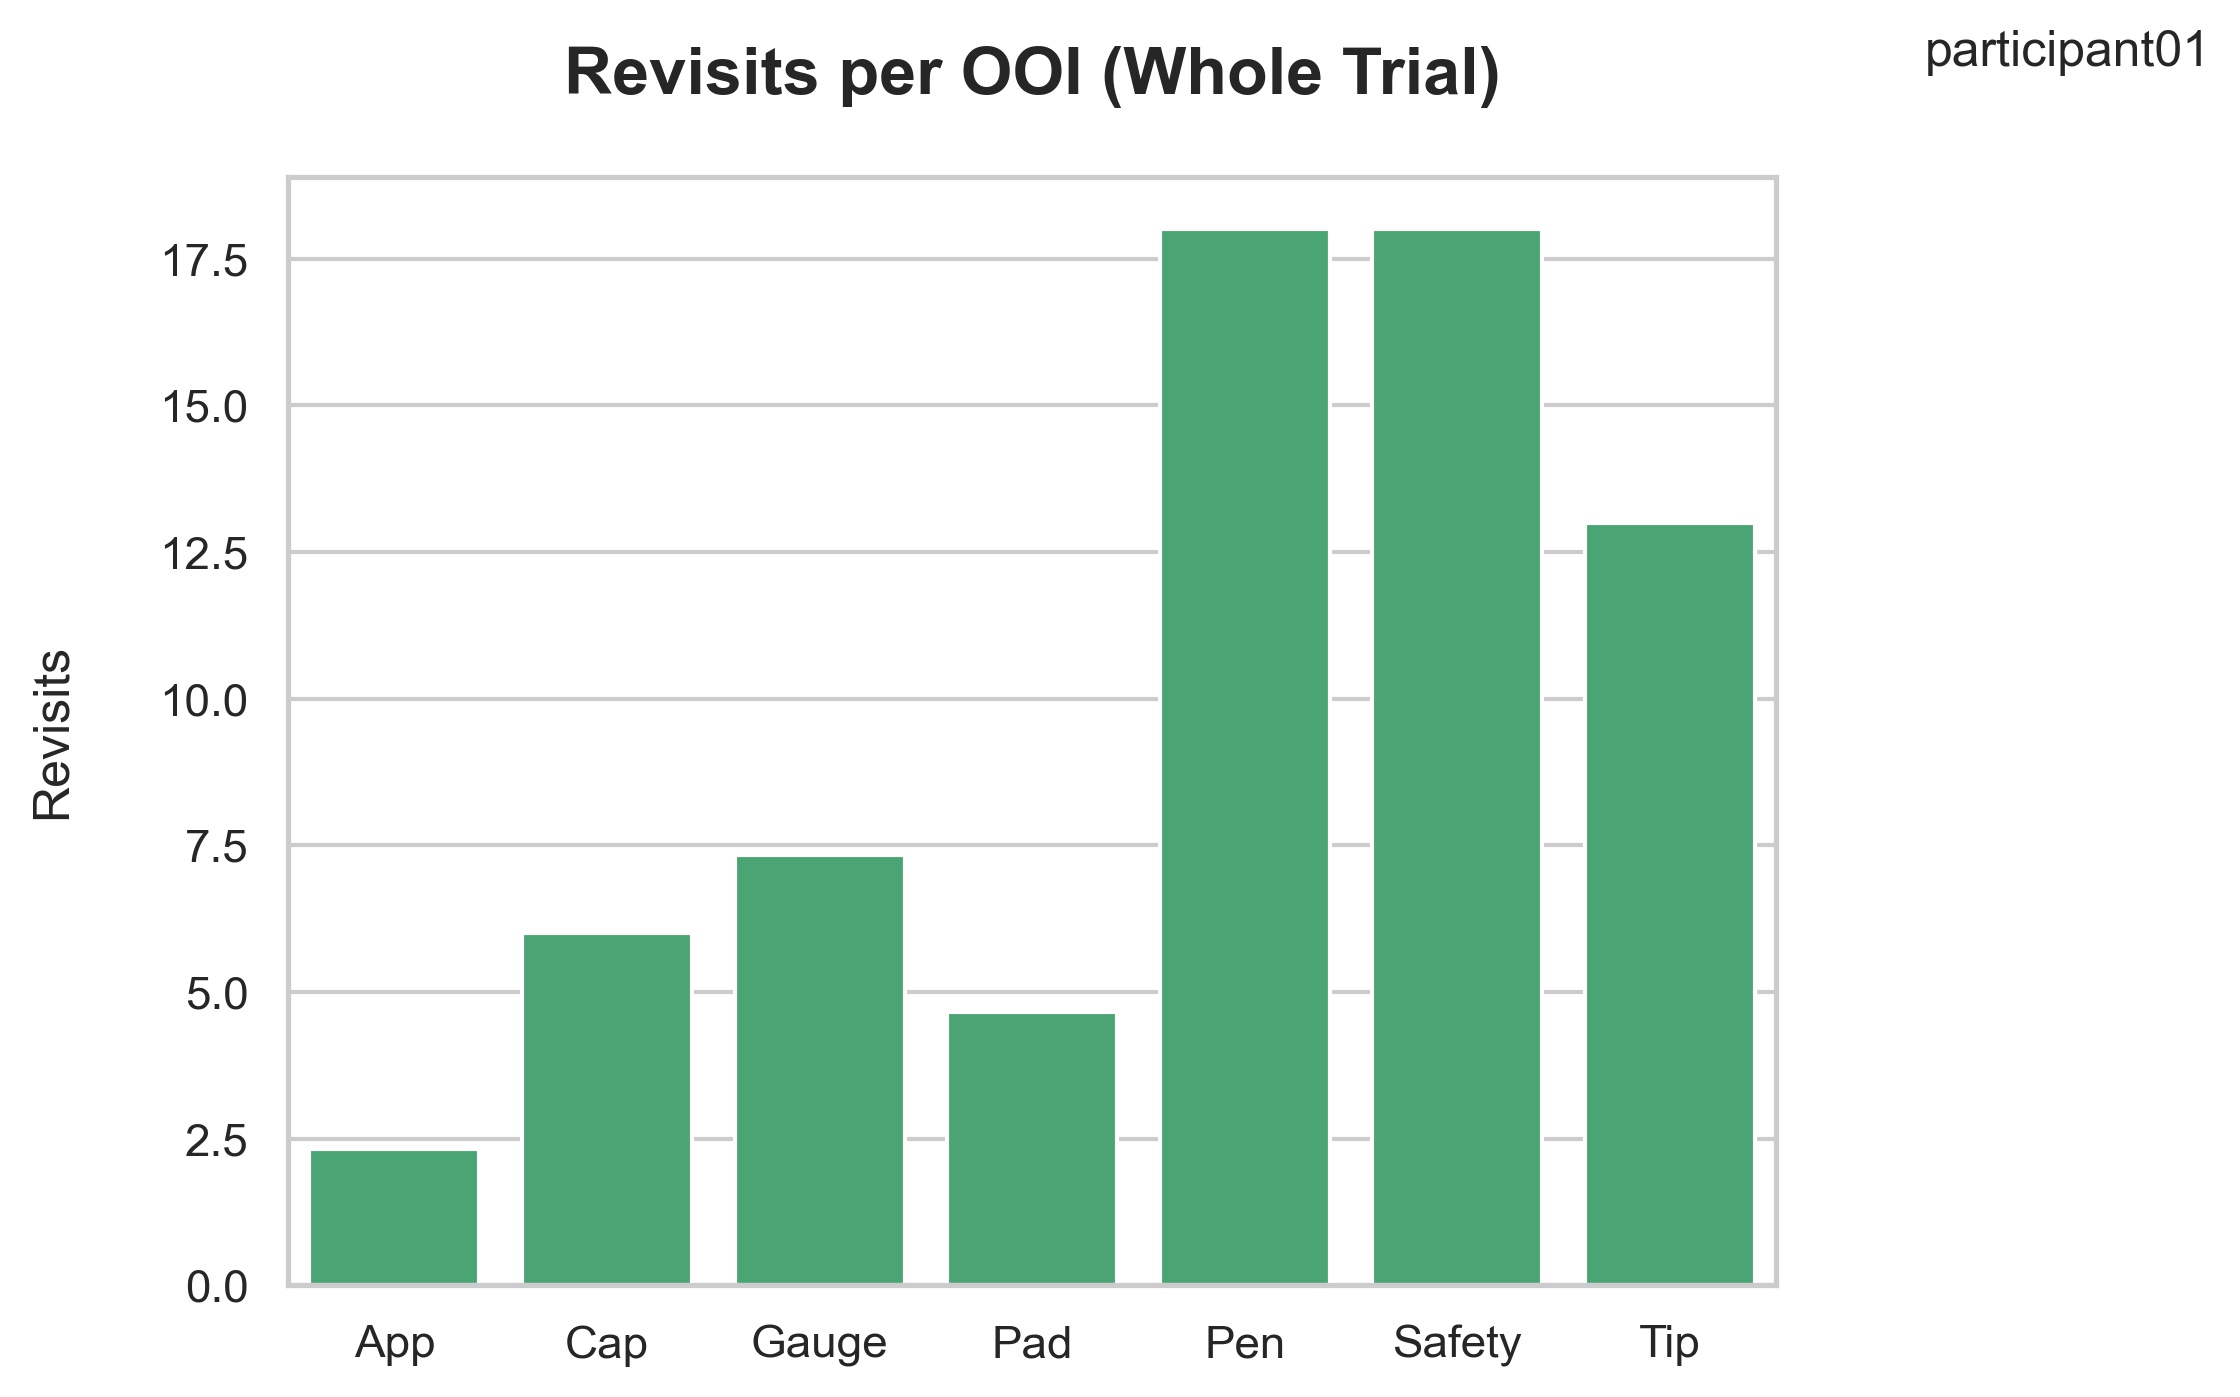 participant01
Revisits per OOI (Whole Trial)
Revisits
17.5
15.0
12.5
10.0
7.5
5.0
2.5
0.0
App Cap Gauge Pad Pen Safety Tip